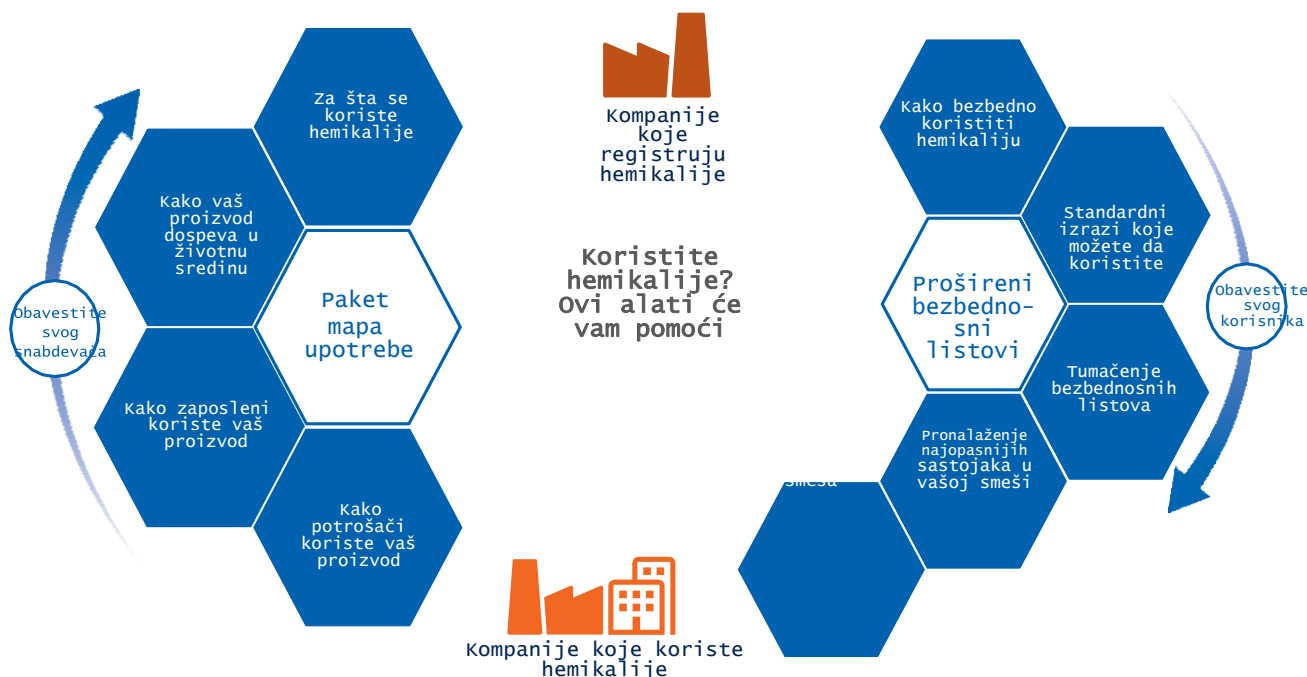 Za šta se
koriste
hemikalije
Kako vaš
proizvod
dospeva u
životnu
sredinu
Obavestite
svog
snabdevača
Paket
mapa
upotrebe
Kako zaposleni
koriste vaš
proizvod
Kako
potrošači
koriste vaš
proizvod
Kompanije
koje
registruju
hemikalije
Koristite
hemikalije?
Ovi alati će
vam pomoći
Kompanije koje koriste
hemikalije
Kako bezbedno
koristiti
hemikaliju
Standardni
izrazi koje
možete da
koristite
Prošireni
bezbedno-
sni
listovi
Obavestite
svog
korisnika
Tumačenje
bezbednosnih
listova
Pronalaženje
najopasnijih
sastojaka u
vašoj smeši